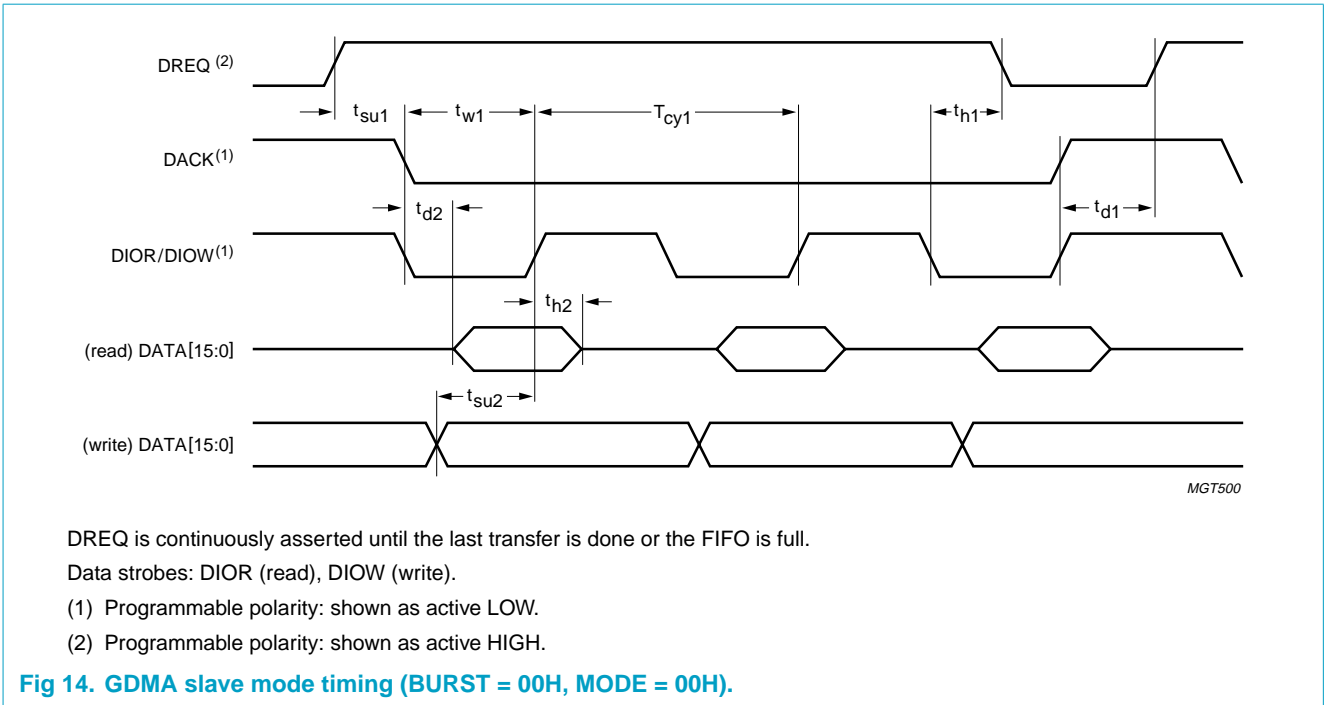 DREQ (2)
tsu1
tw1
Tcy1
th1
DACK(1)
td2
td1
DIOR/DIOW(1)
th2
(read) DATA[15:0]
tsu2
(write) DATA[15:0]
MGT500
DREQ is continuously asserted until the last transfer is done or the FIFO is full.
Data strobes: DIOR (read), DIOW (write).
(1) Programmable polarity: shown as active LOW.
(2) Programmable polarity: shown as active HIGH.
Fig 14. GDMA slave mode timing (BURST = 00H, MODE = 00H).